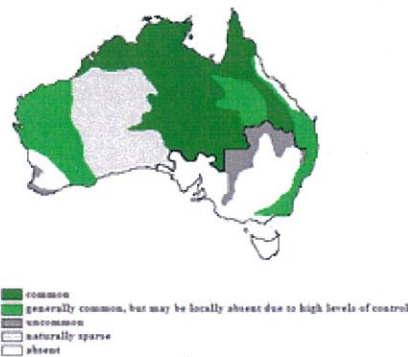 common
generally common, but may be locally absent due to high levels of control
uncommon
naturally sparse
absent